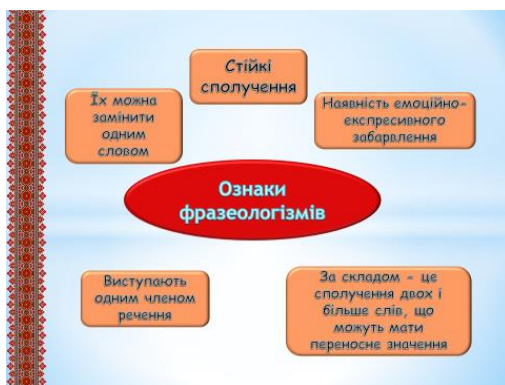 Стійкі
сполучення
Їх можна
замінити
одним
словом
Наявність емоційно-
експресивного
забарвлення
Ознаки
фразеологізмів
Виступають
одним членом
речення
За складом – це
сполучення двох і
більше слів, що
можуть мати
переносне значення